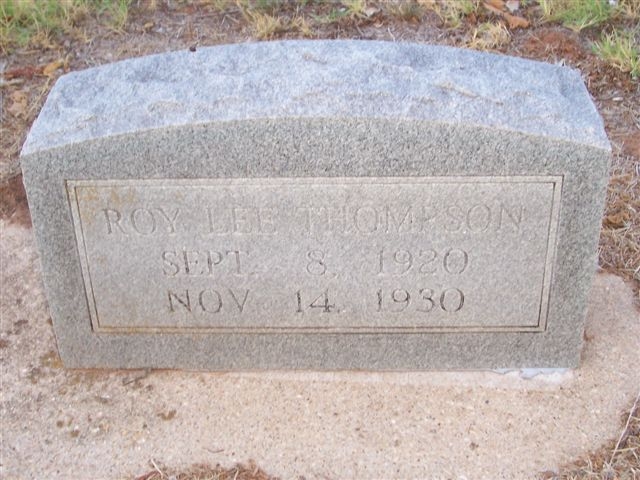 ROY LEE THOMPSON
SEPT. 8, 1920
NOV. 14, 1930